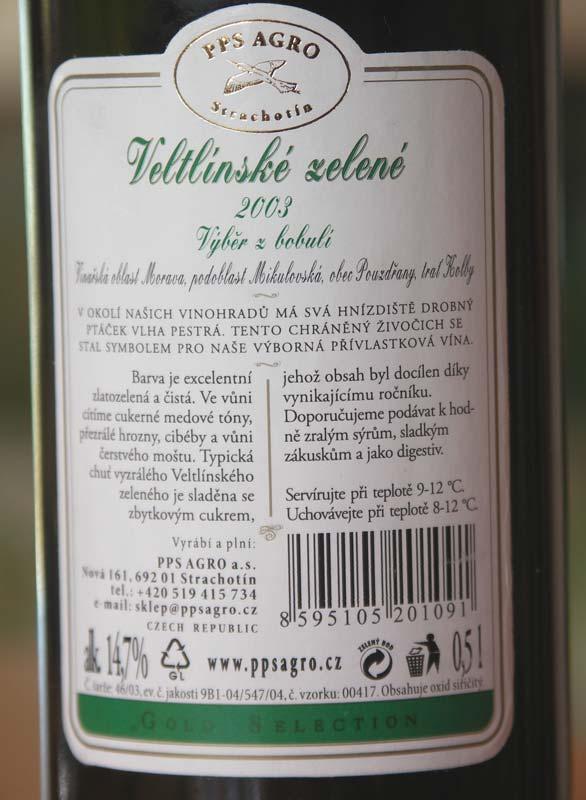 PPS AGRO
Strachotín
Veltlínské zelené
2003
Výběr z bobulí
Vinařská oblast Morava, podoblast Mikulovská, obec Pouzdřany, trať Kolby
V OKOLÍ NAŠICH VINOHRADŮ MÁ SVÁ HNÍZDIŠTĚ DROBNÝ
PTÁČEK VLHA PESTRÁ. TENTO CHRÁNĚNÝ ŽIVOČICH SE
STAL SYMBOLEM PRO NAŠE VÝBORNÁ PŘÍVLASTKOVÁ VÍNA.
Barva je excelentní
zlatozelená a čistá. Ve vůni
cítíme cukerné medové tóny,
přezrálé hrozny, cibéby a vůni
čerstvého moštu. Typická
chuť vyzrálého Veltlínského
zeleného je sladěna se
zbytkovým cukrem,
jehož obsah byl docílen díky
vynikajícímu ročníku.
Doporučujeme podávat k hod-
ně zralým sýrům, sladkým
zákuskům a jako digestiv.
Servírujte při teplotě 9-12 °C.
Uchovávejte při teplotě 8-12 °C.
Vyrábí a plní:
PPS AGRO a.s.
Nová 161, 692 01 Strachotín
tel.: +420 519 415 734
e-mail: sklep@ppsagro.cz
CZECH REPUBLIC
8 595105 201091
alk. 14,7%
GL
www.ppsagro.cz
ZELENÝ BOD
0,5 l
Č. šarže: 46/03, ev. č. jakosti 9B1-04/547/04, č. vzorku: 00417. Obsahuje oxid siřičitý.
GOLD SELECTION